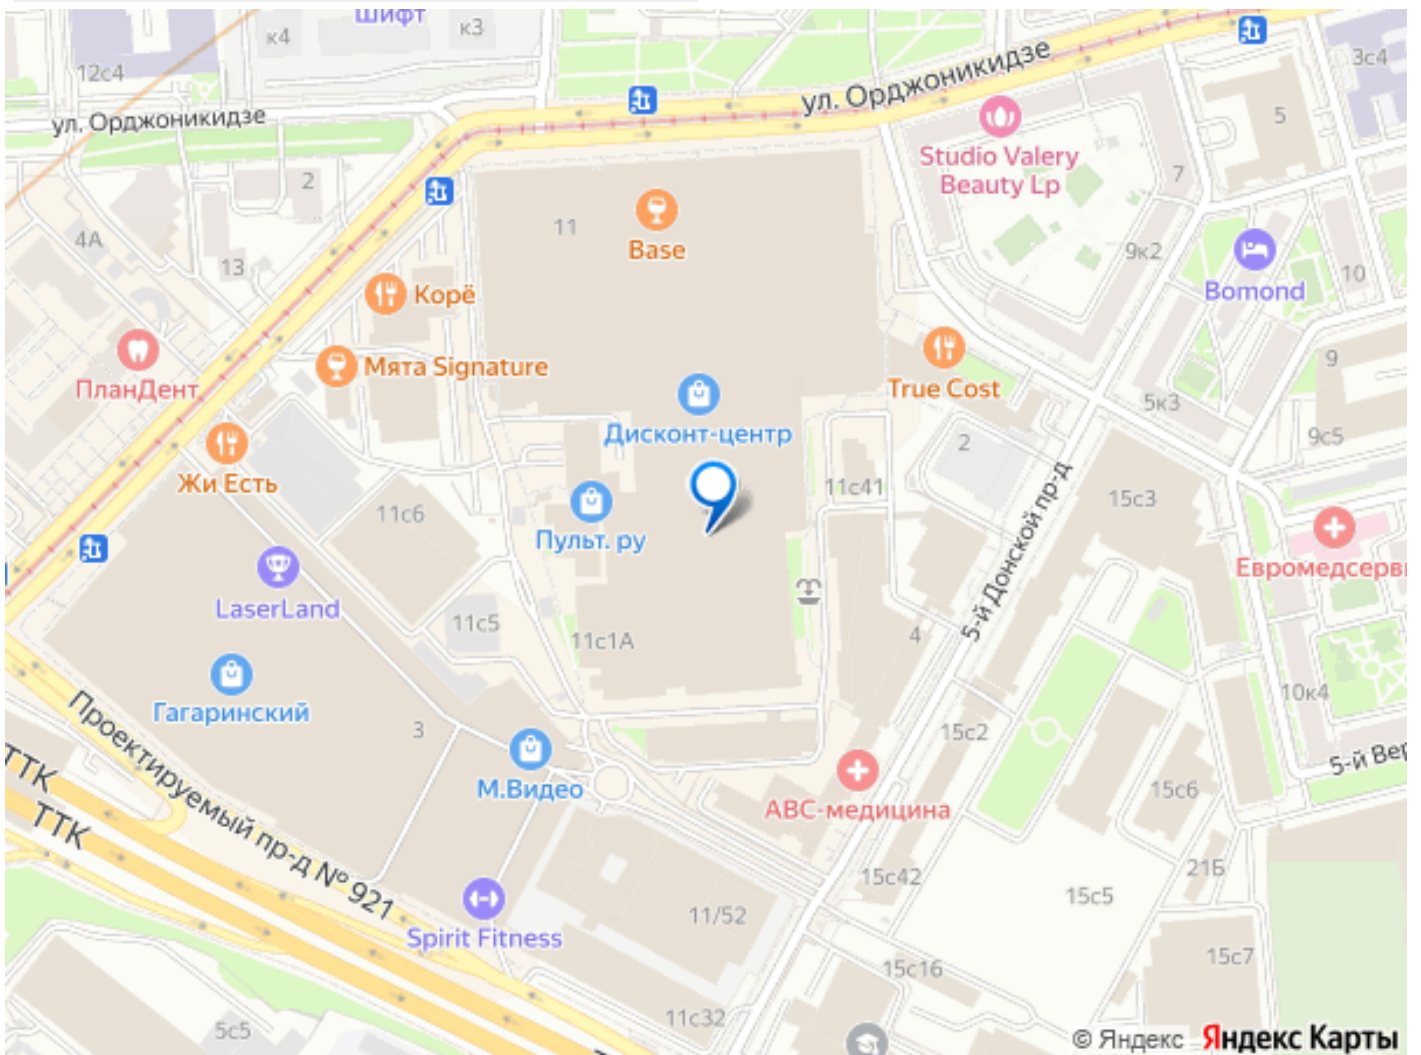 Шифт
к4
к3
12с4
ул. Орджоникидзе
ул. Орджоникидзе
3с4
5
Studio Valery
Beauty Lp
7
2
4А
13
11
Base
9к2
Bomond
10
Корё
ПланДент
Мята Signature
True Cost
9
5к3
Дисконт-центр
9с5
2
Жи Есть
11с6
11с41
15с3
5-й Донской пр-д
Пульт. ру
LaserLand
Евромедсерв
11с5
11с1А
4
Гагаринский
10к4
3
15с2
5-й Вер
Проектируемый пр-д № 921
ТТК
ТТК
М.Видео
АВС-медицина
15с6
21Б
15с42
15с5
11/52
Spirit Fitness
15с16
15с7
11с32
5с5
© Яндекс Яндекс Карты